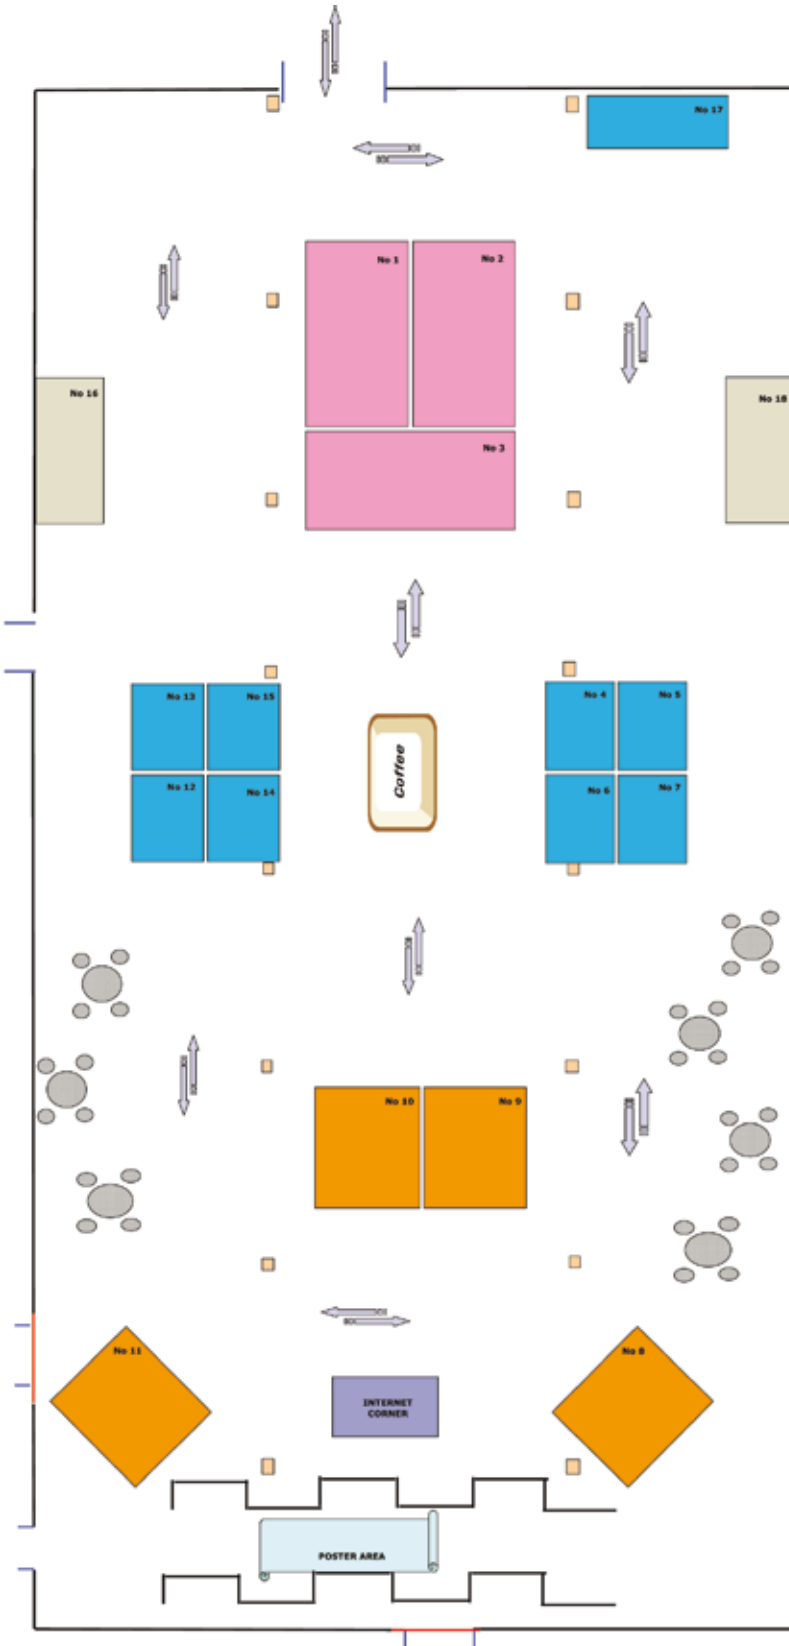 No 17
No 1
No 2
No 16
No 18
No 3
No 13
No 15
No 4
No 5
Coffee
No 12
No 14
No 6
No 7
No 10
No 9
No 11
No 8
INTERNET
CORNER
POSTER AREA